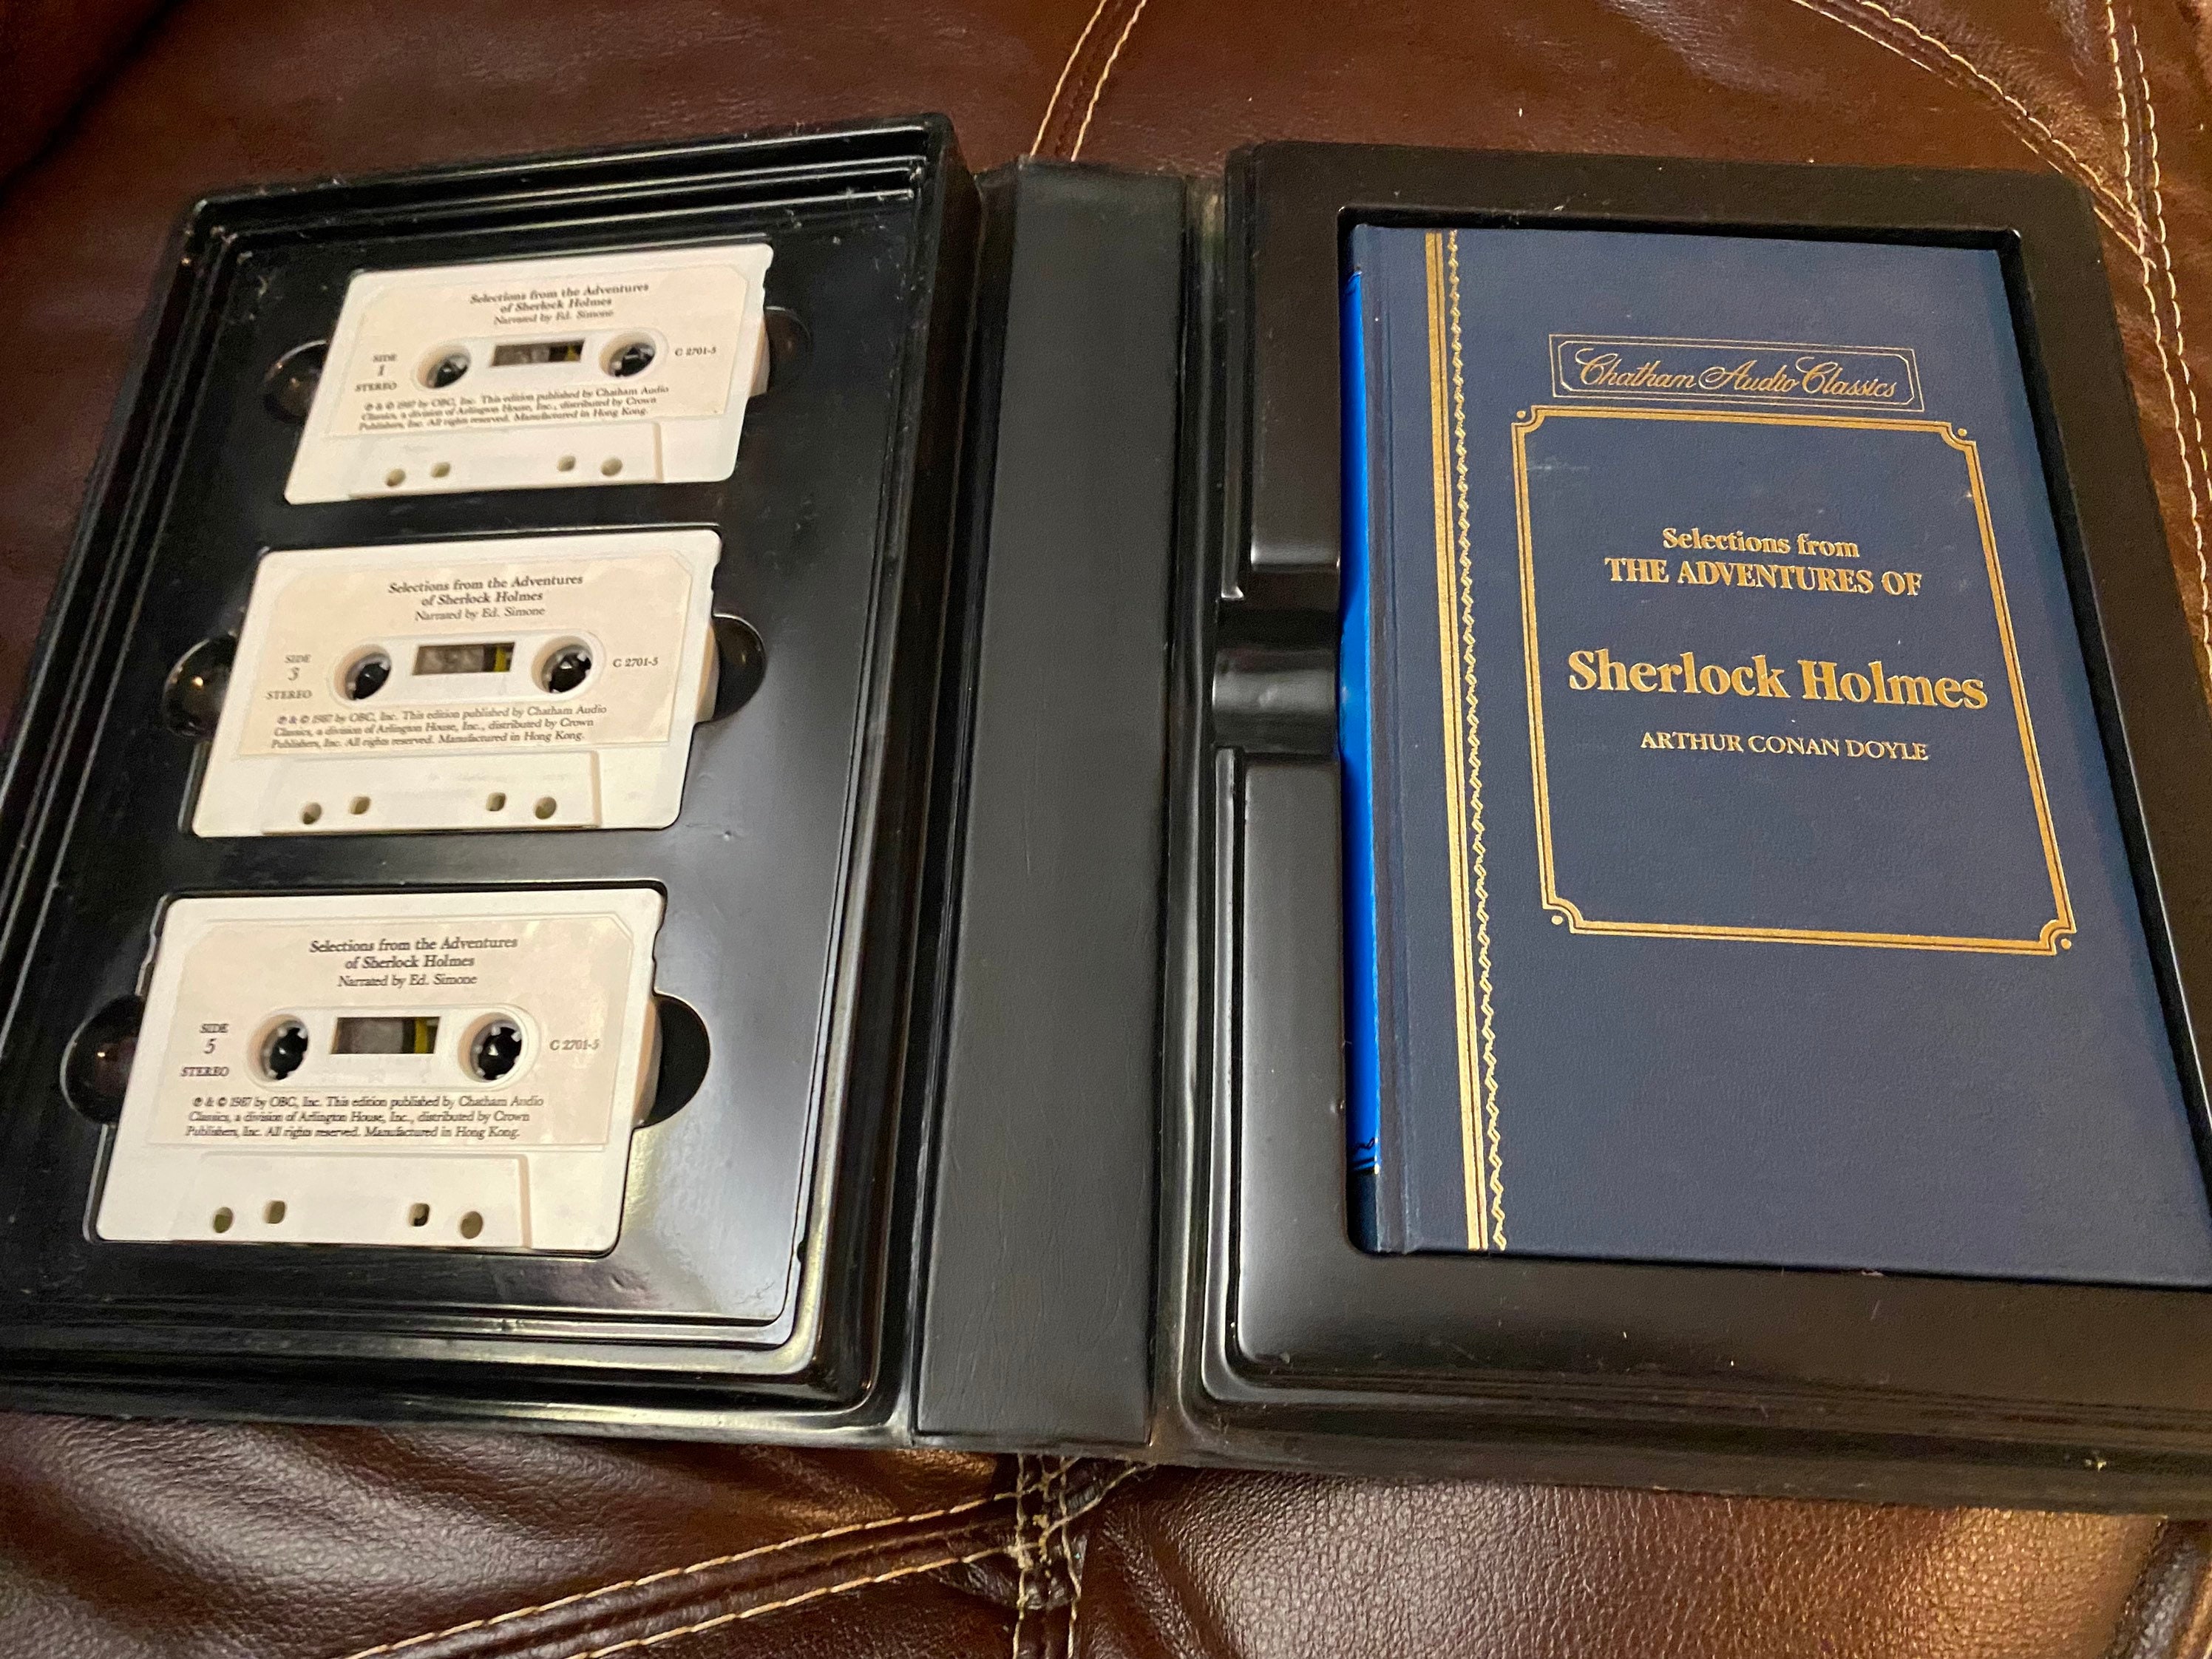 Selections from the Adventures
of Sherlock Holmes
Narrated by Ed. Simone
SIDE
1
STEREO
C 2701-5
℗ & © 1987 by OBC, Inc. This edition published by Chatham Audio
Classics, a division of Arlington House, Inc., distributed by Crown
Publishers, Inc. All rights reserved. Manufactured in Hong Kong.
Selections from the Adventures
of Sherlock Holmes
Narrated by Ed. Simone
SIDE
3
STEREO
C 2701-5
℗ & © 1987 by OBC, Inc. This edition published by Chatham Audio
Classics, a division of Arlington House, Inc., distributed by Crown
Publishers, Inc. All rights reserved. Manufactured in Hong Kong.
Selections from the Adventures
of Sherlock Holmes
Narrated by Ed. Simone
SIDE
5
STEREO
C 2701-5
℗ & © 1987 by OBC, Inc. This edition published by Chatham Audio
Classics, a division of Arlington House, Inc., distributed by Crown
Publishers, Inc. All rights reserved. Manufactured in Hong Kong.
Chatham Audio Classics
Selections from
THE ADVENTURES OF
Sherlock Holmes
ARTHUR CONAN DOYLE